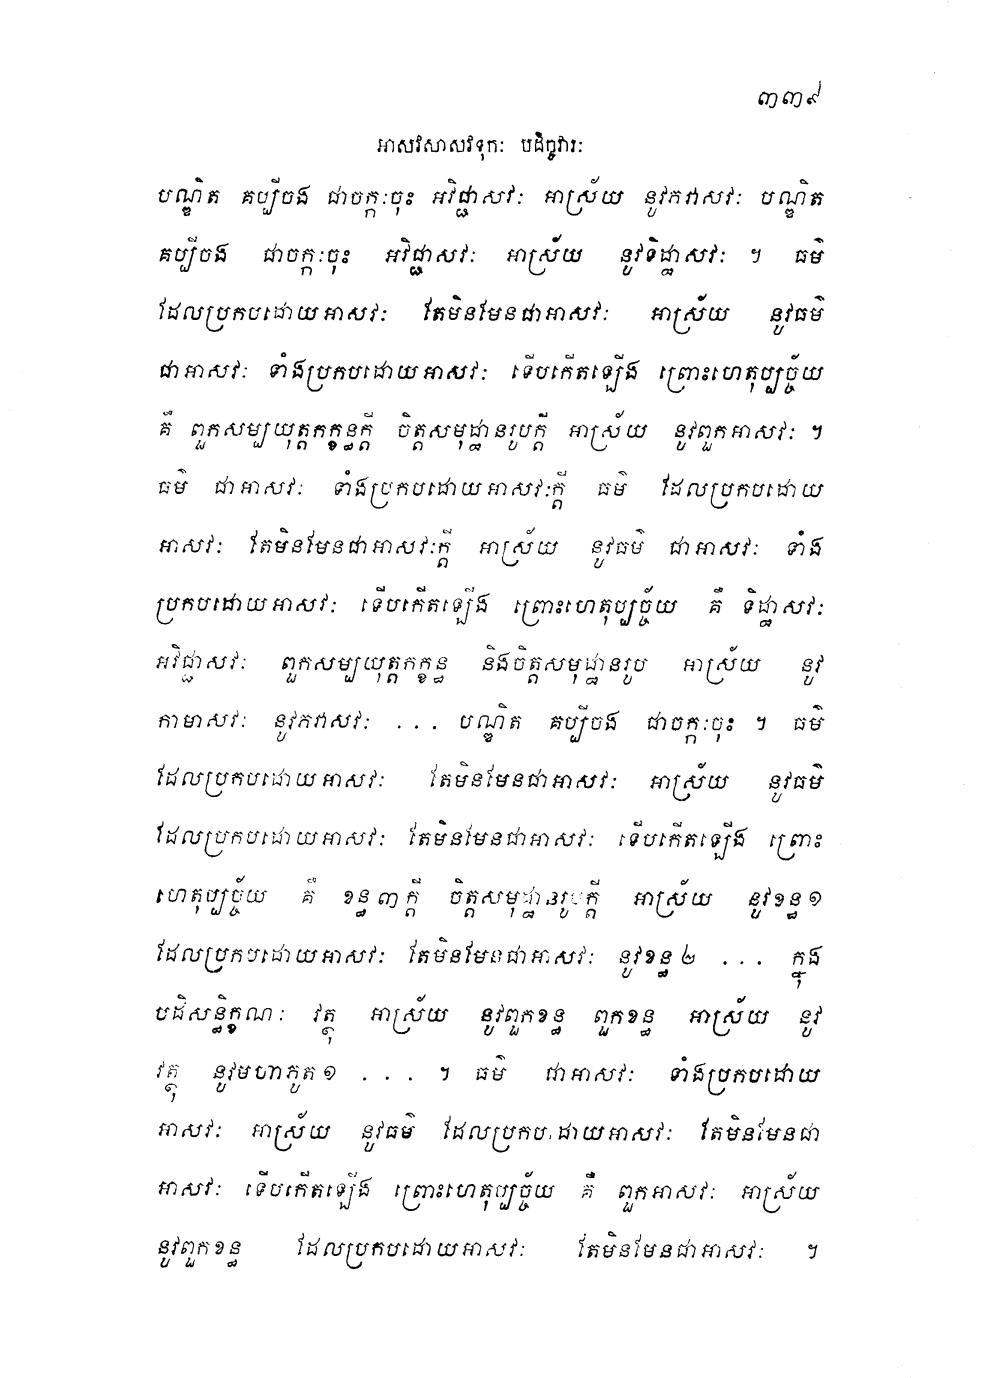 ៣៣៩
អាសវសាសវទុកៈ បដិច្ចវារៈ
បណ្ឌិត គប្បីចង ជាចក្កៈចុះ អវិជ្ជាសវៈ អាស្រ័យ នូវភវាសវៈ បណ្ឌិត
គប្បីចង ជាចក្កៈចុះ អវិជ្ជាសវៈ អាស្រ័យ នូវទិដ្ឋាសវៈ ។ ធម៌
ដែលប្រកបដោយអាសវៈ តែមិនមែនជាអាសវៈ អាស្រ័យ នូវធម៌
ជាអាសវៈ ទាំងប្រកបដោយអាសវៈ ទើបកើតឡើង ព្រោះហេតុប្បច្ច័យ
គឺ ពួកសម្បយុត្តកក្ខន្ធក្តី ចិត្តសមុដ្ឋានរូបក្តី អាស្រ័យ នូវពួកអាសវៈ ។
ធម៌ ជាអាសវៈ ទាំងប្រកបដោយអាសវៈក្តី ធម៌ ដែលប្រកបដោយ
អាសវៈ តែមិនមែនជាអាសវៈក្តី អាស្រ័យ នូវធម៌ ជាអាសវៈ ទាំង
ប្រកបដោយអាសវៈ ទើបកើតឡើង ព្រោះហេតុប្បច្ច័យ គឺ ទិដ្ឋាសវៈ
អវិជ្ជាសវៈ ពួកសម្បយុត្តកក្ខន្ធ និងចិត្តសមុដ្ឋានរូប អាស្រ័យ នូវ
កាមាសវៈ នូវភវាសវៈ ... បណ្ឌិត គប្បីចង ជាចក្កៈចុះ ។ ធម៌
ដែលប្រកបដោយអាសវៈ តែមិនមែនជាអាសវៈ អាស្រ័យ នូវធម៌
ដែលប្រកបដោយអាសវៈ តែមិនមែនជាអាសវៈ ទើបកើតឡើង ព្រោះ
ហេតុប្បច្ច័យ គឺ ខន្ធ៣ក្តី ចិត្តសមុដ្ឋានរូបក្តី អាស្រ័យ នូវខន្ធ១
ដែលប្រកបដោយអាសវៈ តែមិនមែនជាអាសវៈ នូវខន្ធ២ ... ក្នុង
បដិសន្ធិក្ខណៈ វត្ថុ អាស្រ័យ នូវពួកខន្ធ ពួកខន្ធ អាស្រ័យ នូវ
វត្ថុ នូវមហាភូត១ ... ។ ធម៌ ជាអាសវៈ ទាំងប្រកបដោយ
អាសវៈ អាស្រ័យ នូវធម៌ ដែលប្រកបដោយអាសវៈ តែមិនមែនជា
អាសវៈ ទើបកើតឡើង ព្រោះហេតុប្បច្ច័យ គឺ ពួកអាសវៈ អាស្រ័យ
នូវពួកខន្ធ ដែលប្រកបដោយអាសវៈ តែមិនមែនជាអាសវៈ ។